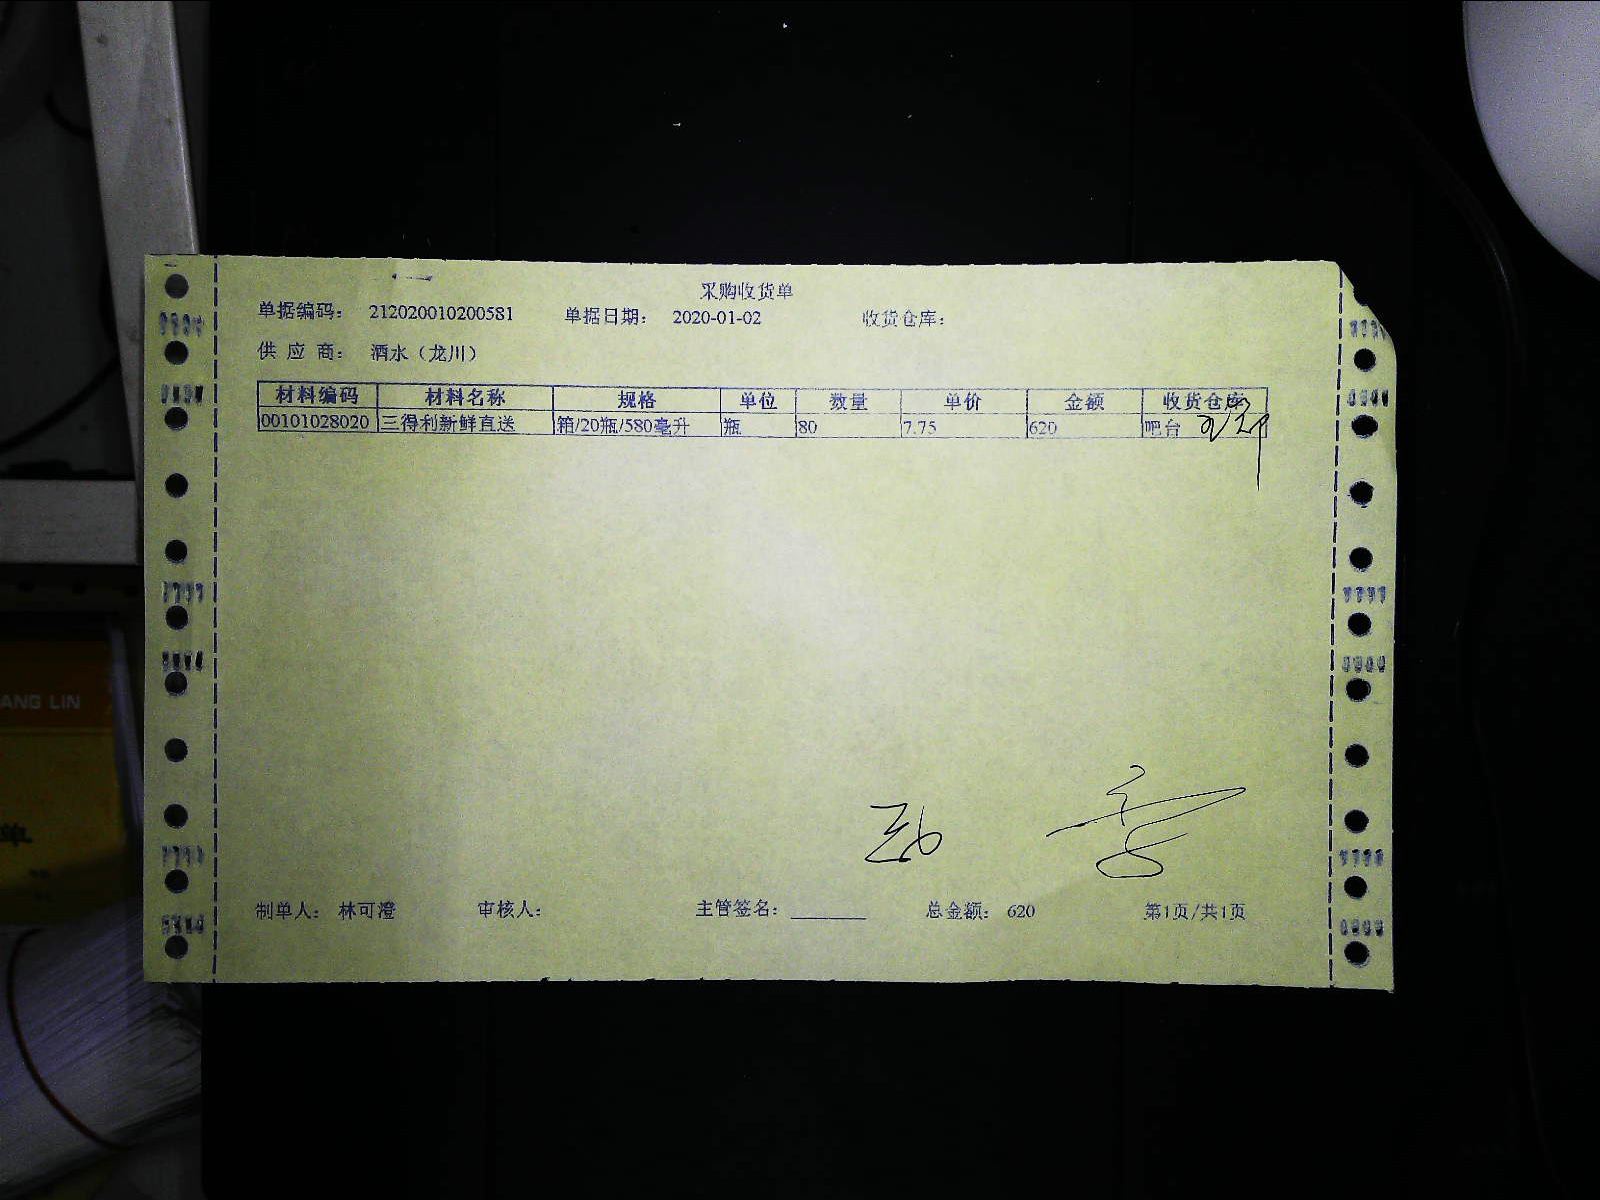 采购收货单
单据编码： 212020010200581 单据日期： 2020-01-02 收货仓库：
供 应 商： 酒水（龙川）
材料编码 材料名称 规格 单位 数量 单价 金额 收货仓库
00101028020 三得利新鲜直送 箱/20瓶/580毫升 瓶 80 7.75 620 吧台
ANG LIN
单
制单人： 林可澄 审核人： 主管签名： 总金额： 620 第1页/共1页